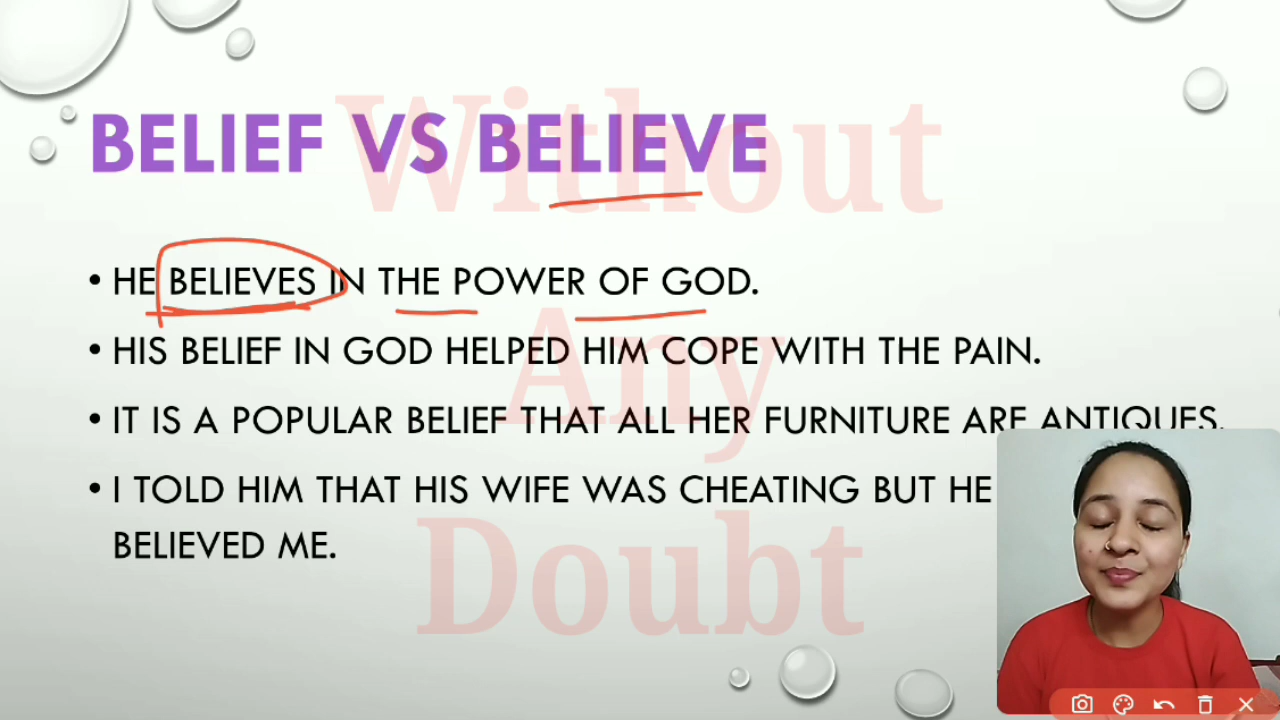 BELIEF VS BELIEVE
• HE BELIEVES IN THE POWER OF GOD.
• HIS BELIEF IN GOD HELPED HIM COPE WITH THE PAIN.
• IT IS A POPULAR BELIEF THAT ALL HER FURNITURE ARE ANTIQUES.
• I TOLD HIM THAT HIS WIFE WAS CHEATING BUT HE
BELIEVED ME.
Without
Any
Doubt